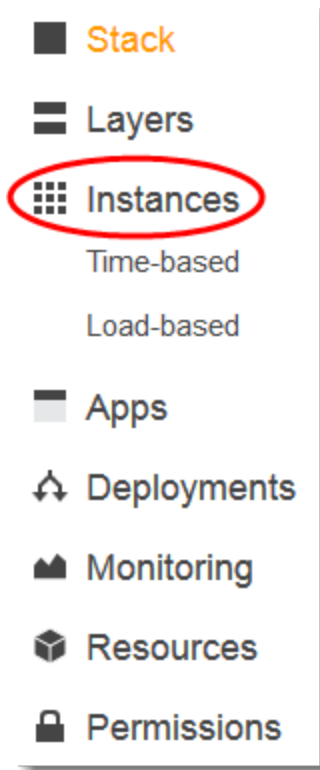 Stack
Layers
Instances
Time-based
Load-based
Apps
Deployments
Monitoring
Resources
Permissions